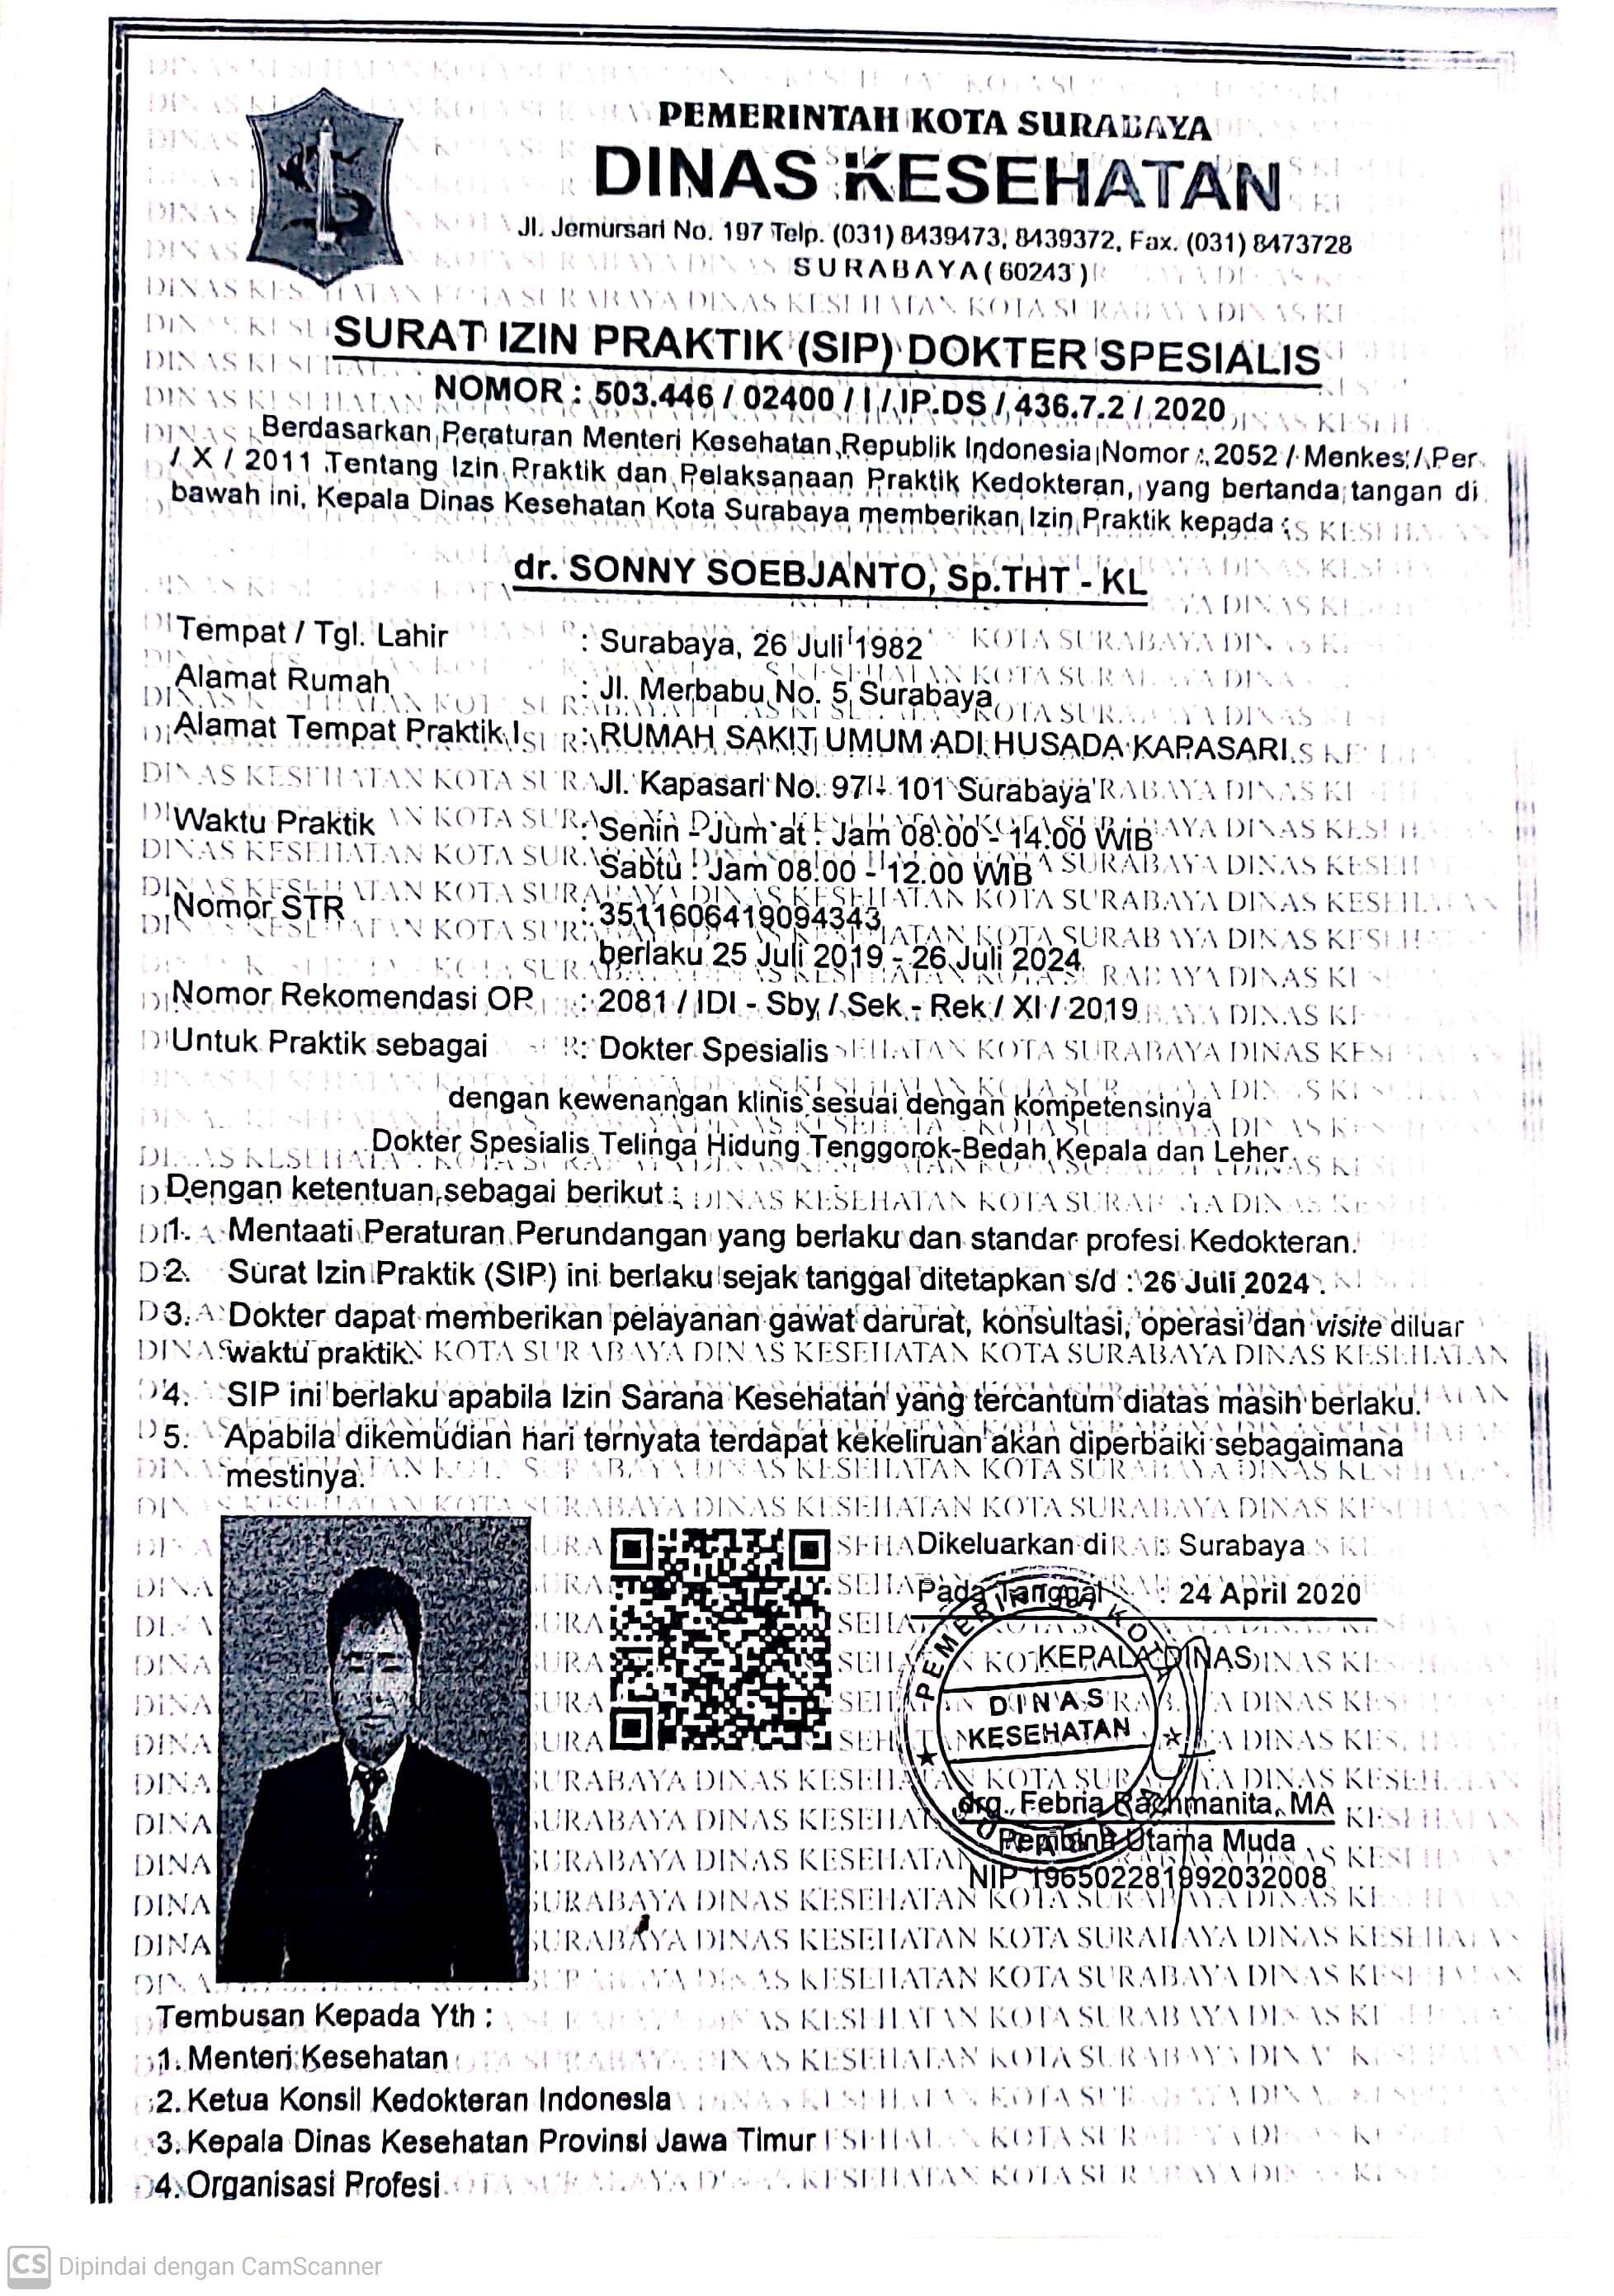 PEMERINTAH KOTA SURABAYA
DINAS KESEHATAN
Jl. Jemursari No. 197 Telp. (031) 8439473, 8439372, Fax. (031) 8473728
SURABAYA ( 60243 )
SURAT IZIN PRAKTIK (SIP) DOKTER SPESIALIS
NOMOR : 503.446 / 02400 / I / IP.DS / 436.7.2 / 2020
Berdasarkan Peraturan Menteri Kesehatan Republik Indonesia Nomor : 2052 / Menkes / Per
/ X / 2011 Tentang Izin Praktik dan Pelaksanaan Praktik Kedokteran, yang bertanda tangan di
bawah ini, Kepala Dinas Kesehatan Kota Surabaya memberikan Izin Praktik kepada :
dr. SONNY SOEBJANTO, Sp.THT - KL
Tempat / Tgl. Lahir : Surabaya, 26 Juli 1982
Alamat Rumah : Jl. Merbabu No. 5 Surabaya
Alamat Tempat Praktik I : RUMAH SAKIT UMUM ADI HUSADA KAPASARI
Jl. Kapasari No. 97 - 101 Surabaya
Waktu Praktik : Senin - Jum'at : Jam 08.00 - 14.00 WIB
Sabtu : Jam 08.00 - 12.00 WIB
Nomor STR : 3511606419094343
berlaku 25 Juli 2019 - 26 Juli 2024
Nomor Rekomendasi OP : 2081 / IDI - Sby / Sek - Rek / XI / 2019
Untuk Praktik sebagai : Dokter Spesialis
dengan kewenangan klinis sesuai dengan kompetensinya
Dokter Spesialis Telinga Hidung Tenggorok-Bedah Kepala dan Leher
Dengan ketentuan sebagai berikut :
1. Mentaati Peraturan Perundangan yang berlaku dan standar profesi Kedokteran.
2. Surat Izin Praktik (SIP) ini berlaku sejak tanggal ditetapkan s/d : 26 Juli 2024 .
3. Dokter dapat memberikan pelayanan gawat darurat, konsultasi, operasi dan visite diluar
waktu praktik.
4. SIP ini berlaku apabila Izin Sarana Kesehatan yang tercantum diatas masih berlaku.
5. Apabila dikemudian hari ternyata terdapat kekeliruan akan diperbaiki sebagaimana
mestinya.
Dikeluarkan di : Surabaya
Pada Tanggal : 24 April 2020
KEPALA DINAS
PEMERINTAH KOTA
DINAS
KESEHATAN
SURABAYA
drg. Febria Rachmanita, MA
Pembina Utama Muda
NIP 196502281992032008
Tembusan Kepada Yth :
1. Menteri Kesehatan
2. Ketua Konsil Kedokteran Indonesia
3. Kepala Dinas Kesehatan Provinsi Jawa Timur
4. Organisasi Profesi
CS Dipindai dengan CamScanner